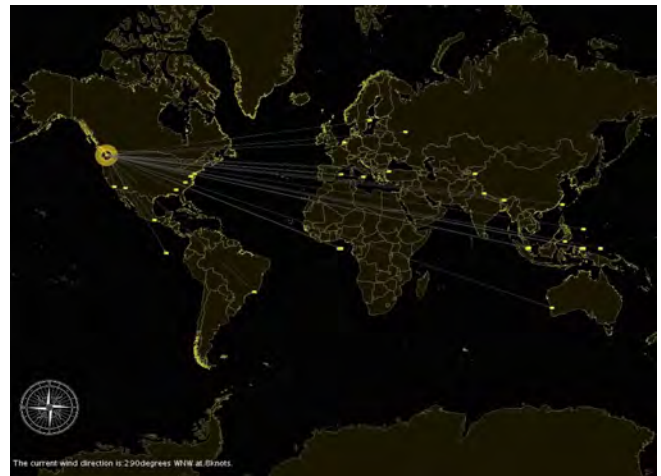 The current wind direction is:290degrees WNW at 8knots.